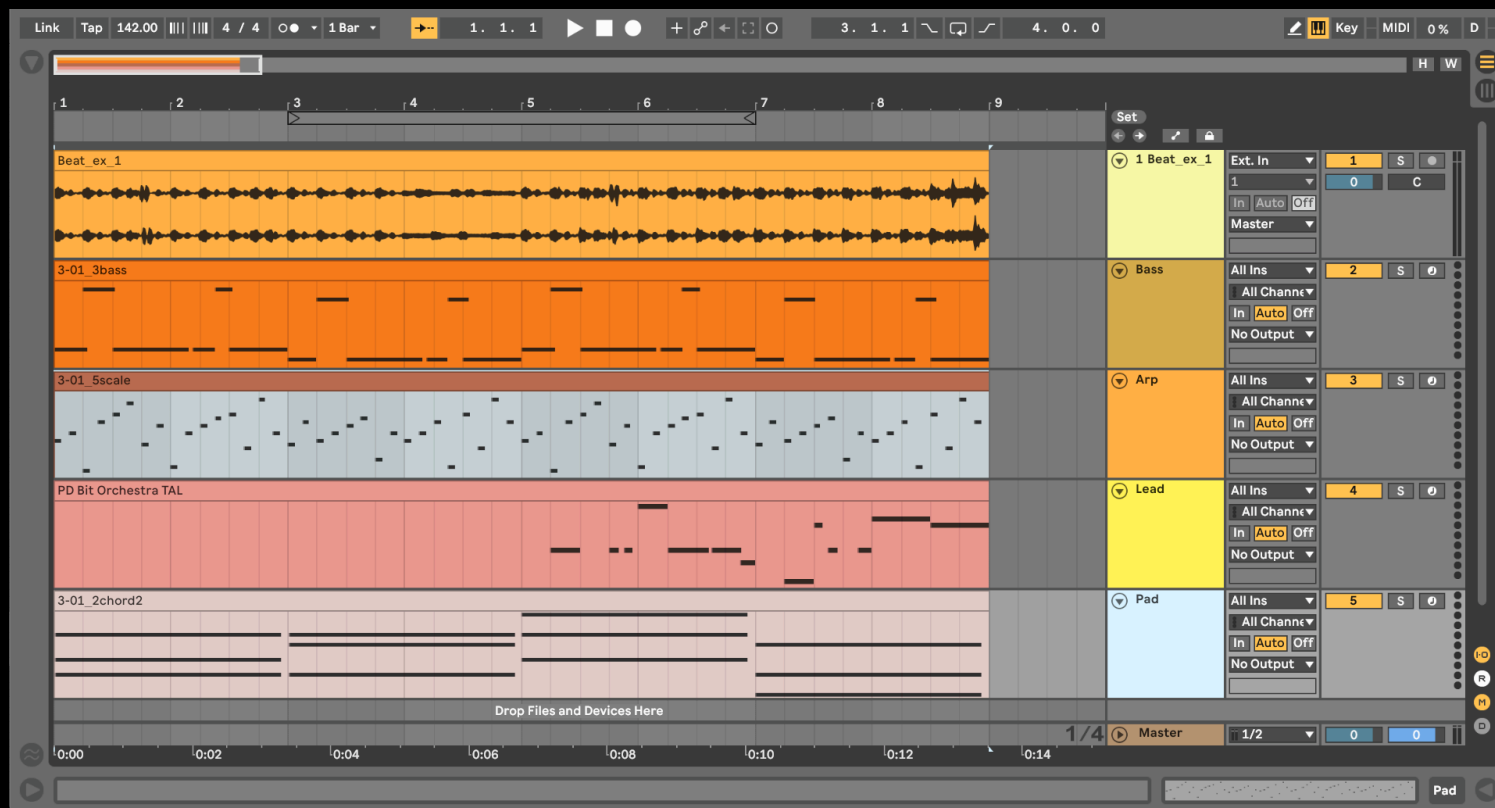 Link Tap 142.00 4 / 4 1 Bar 1. 1. 1 3. 1. 1 4. 0. 0 Key MIDI 0 % D
H W
1 2 3 4 5 6 7 8 9
Set
Beat_ex_1 1 Beat_ex_1 Ext. In 1 S
1 0 C
In Auto Off
Master
3-01_3bass Bass All Ins 2 S
All Channe
In Auto Off
No Output
3-01_5scale Arp All Ins 3 S
All Channe
In Auto Off
No Output
PD Bit Orchestra TAL Lead All Ins 4 S
All Channe
In Auto Off
No Output
3-01_2chord2 Pad All Ins 5 S
All Channe
In Auto Off
No Output
I·O
R
M
D
Drop Files and Devices Here
1/4 Master 1/2 0 0
0:00 0:02 0:04 0:06 0:08 0:10 0:12 0:14
Pad